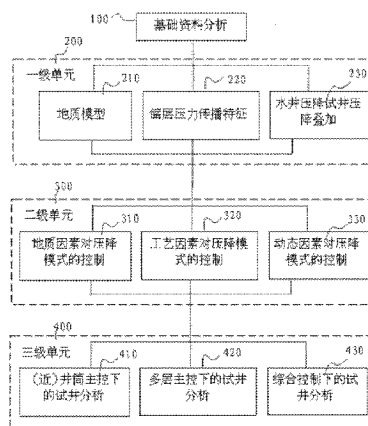 100
基础资料分析
200
一级单元
210
地质模型
220
储层压力传播特征
230
水井压降试井压
降叠加
300
二级单元
310
地质因素对压降
模式的控制
320
工艺因素对压降模
式的控制
330
动态因素对压降
模式的控制
400
三级单元
410
(近)井筒主控下
的试井分析
420
多层主控下的试井
分析
430
综合控制下的试
井分析